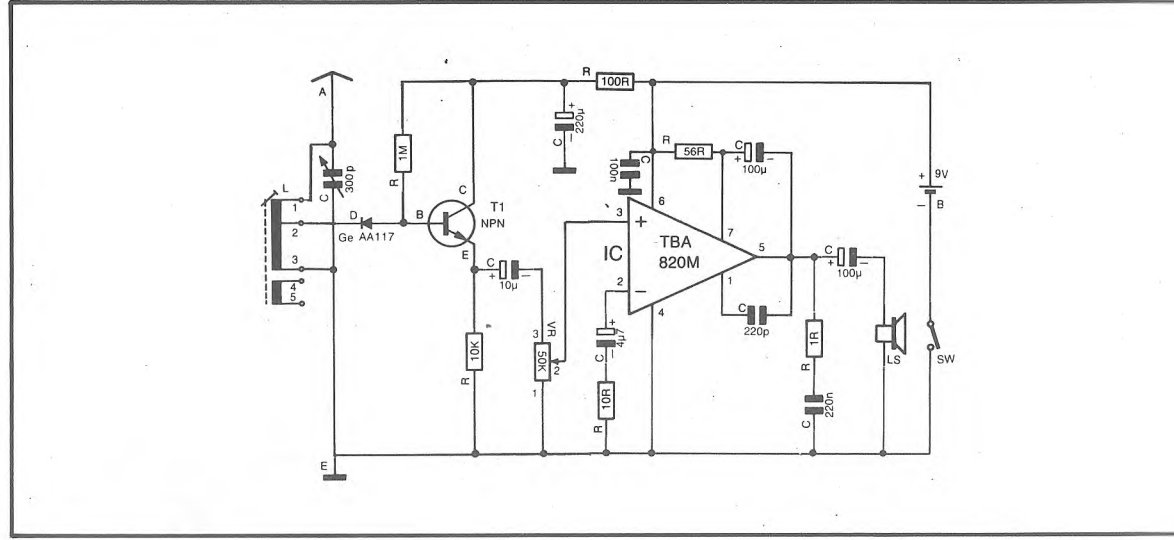 A
R
100R
C
+
220µ
−
1M
R
C
300p
L
1
2
3
4
5
D
Ge AA117
B
C
T1
NPN
E
C
+
−
10µ
10K
R
VR
3
50K
2
1
R
56R
C
+
−
100µ
C
100n
6
3
+
7
IC
TBA
820M
5
2
−
1
4
C
220p
+
4µ7
−
C
10R
R
C
+
−
100µ
1R
R
220n
C
LS
+
9V
−
B
SW
E